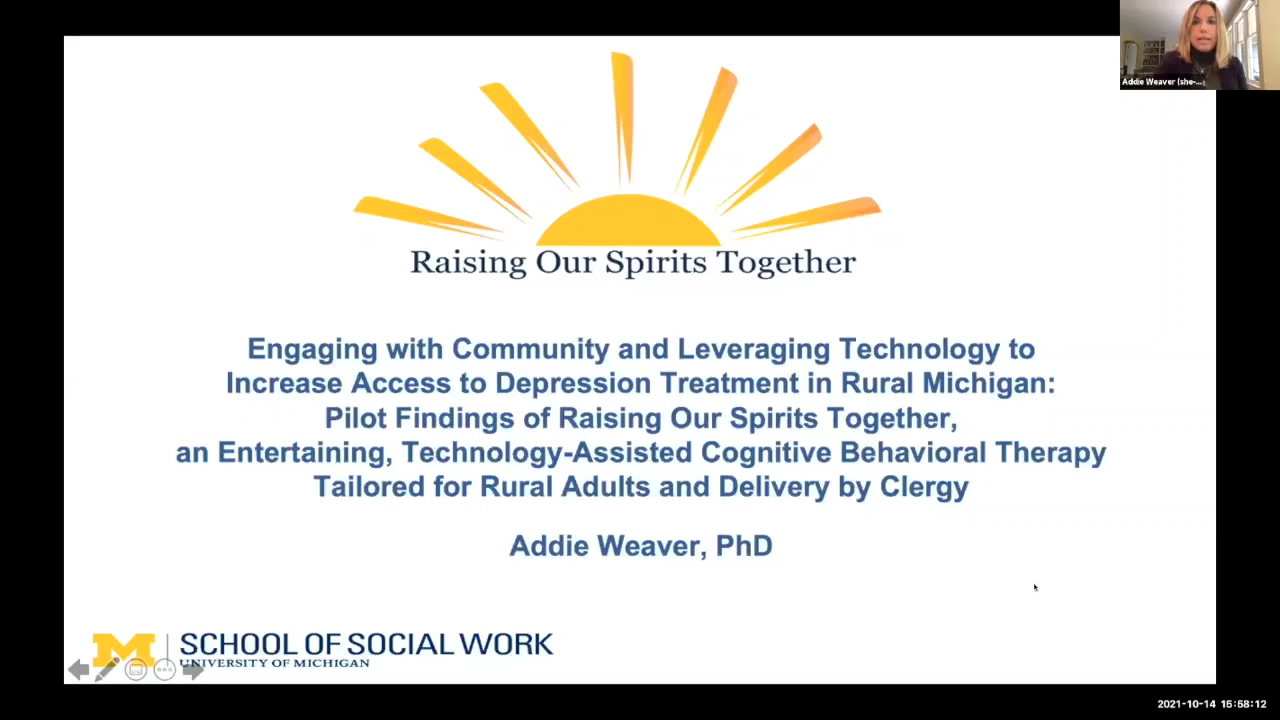 Addie Weaver (she-...
Raising Our Spirits Together
Engaging with Community and Leveraging Technology to
Increase Access to Depression Treatment in Rural Michigan:
Pilot Findings of Raising Our Spirits Together,
an Entertaining, Technology-Assisted Cognitive Behavioral Therapy
Tailored for Rural Adults and Delivery by Clergy
Addie Weaver, PhD
M
SCHOOL OF SOCIAL WORK
UNIVERSITY OF MICHIGAN
2021-10-14 15:58:12